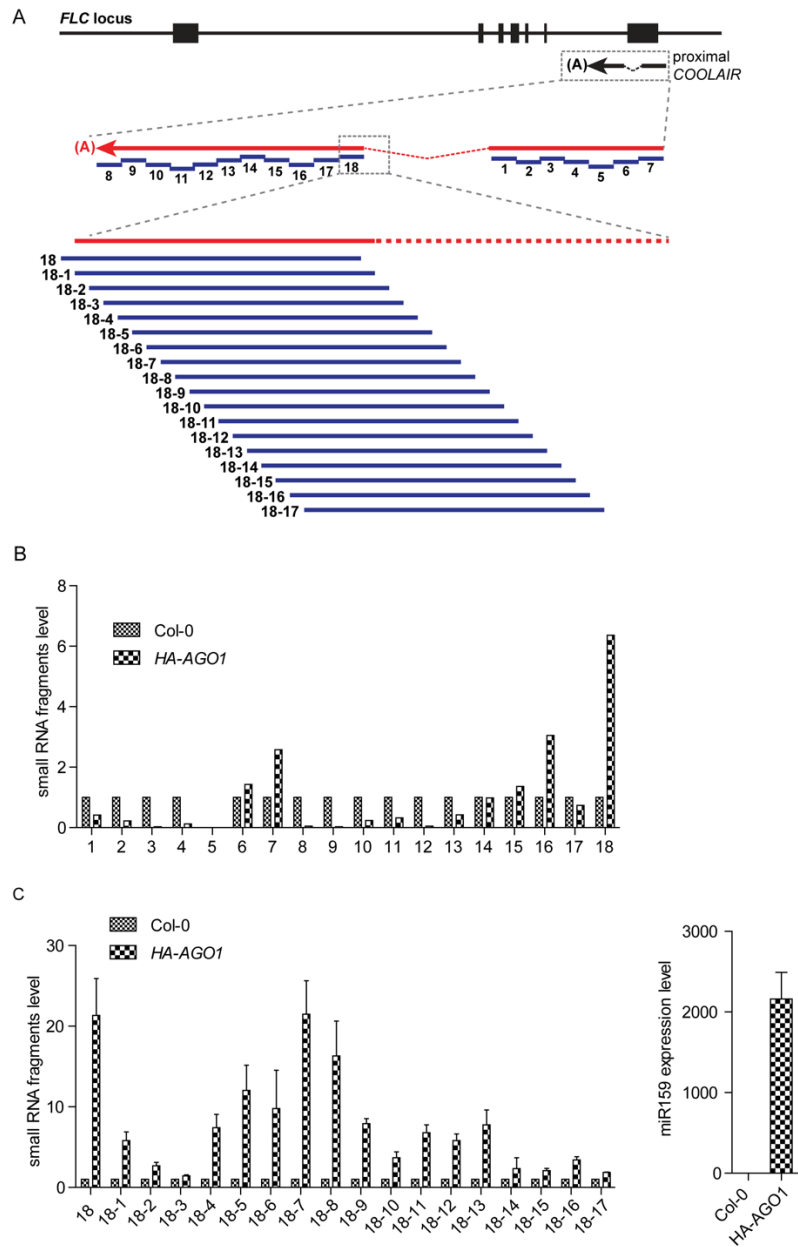 A
FLC locus
(A)
proximal
COOLAIR
(A)
8 9 10 11 12 13 14 15 16 17 18 1 2 3 4 5 6 7
18
18-1
18-2
18-3
18-4
18-5
18-6
18-7
18-8
18-9
18-10
18-11
18-12
18-13
18-14
18-15
18-16
18-17
B
small RNA fragments level
8
6
4
2
0
Col-0
HA-AGO1
1 2 3 4 5 6 7 8 9 10 11 12 13 14 15 16 17 18
C
small RNA fragments level
30
20
10
0
Col-0
HA-AGO1
18 18-1 18-2 18-3 18-4 18-5 18-6 18-7 18-8 18-9 18-10 18-11 18-12 18-13 18-14 18-15 18-16 18-17
miR159 expression level
3000
2000
1000
0
Col-0 HA-AGO1